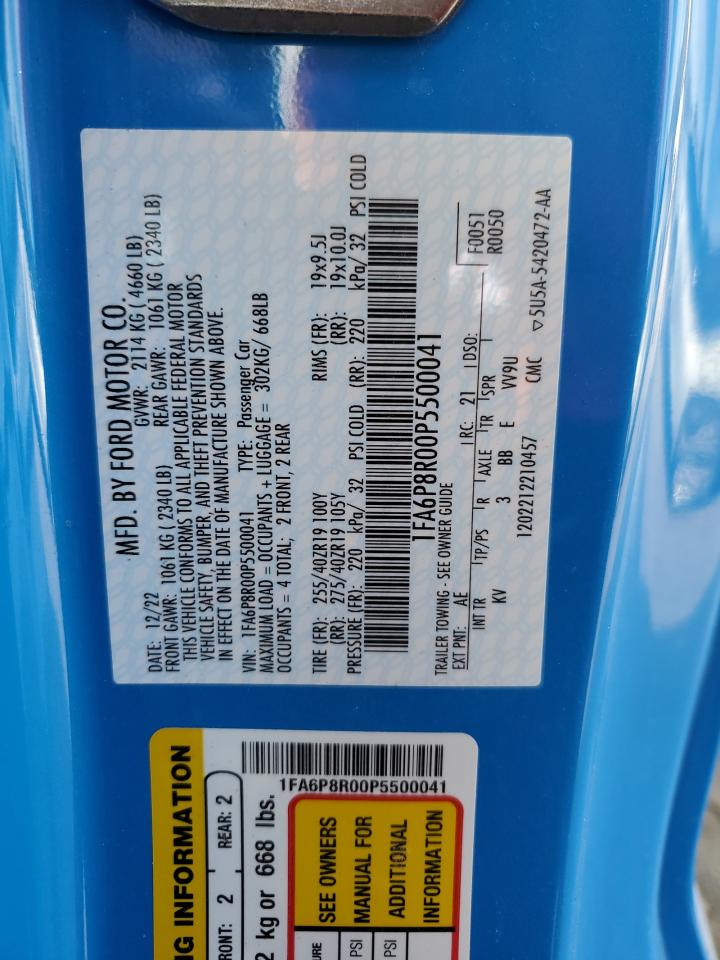 MFD. BY FORD MOTOR CO.
DATE: 12/22 GVWR: 2114 KG ( 4660 LB)
FRONT GAWR: 1061 KG ( 2340 LB) REAR GAWR: 1061 KG ( 2340 LB)
THIS VEHICLE CONFORMS TO ALL APPLICABLE FEDERAL MOTOR
VEHICLE SAFETY, BUMPER, AND THEFT PREVENTION STANDARDS
IN EFFECT ON THE DATE OF MANUFACTURE SHOWN ABOVE.
VIN: 1FA6P8R00P5500041 TYPE: Passenger Car
MAXIMUM LOAD = OCCUPANTS + LUGGAGE = 302KG/ 668LB
OCCUPANTS = 4 TOTAL; 2 FRONT, 2 REAR
TIRE (FR): 255/40ZR19 100Y RIMS (FR): 19x9.5J
(RR): 275/40ZR19 105Y (RR): 19x10.0J
PRESSURE (FR): 220 kPa/ 32 PSI COLD (RR): 220 kPa/ 32 PSI COLD
1FA6P8R00P5500041
TRAILER TOWING - SEE OWNER GUIDE F0051
EXT PNT: AE RC: 21 DSO: R0050
INT TR TP/PS R AXLE TR SPR
KV 3 BB E W9U
1202212210457 CMC ▽5U5A-5420472-AA
NG INFORMATION
RONT: 2 REAR: 2
2 kg or 668 lbs.
1FA6P8R00P5500041
SEE OWNERS
MANUAL FOR
ADDITIONAL
INFORMATION
URE
PSI
PSI